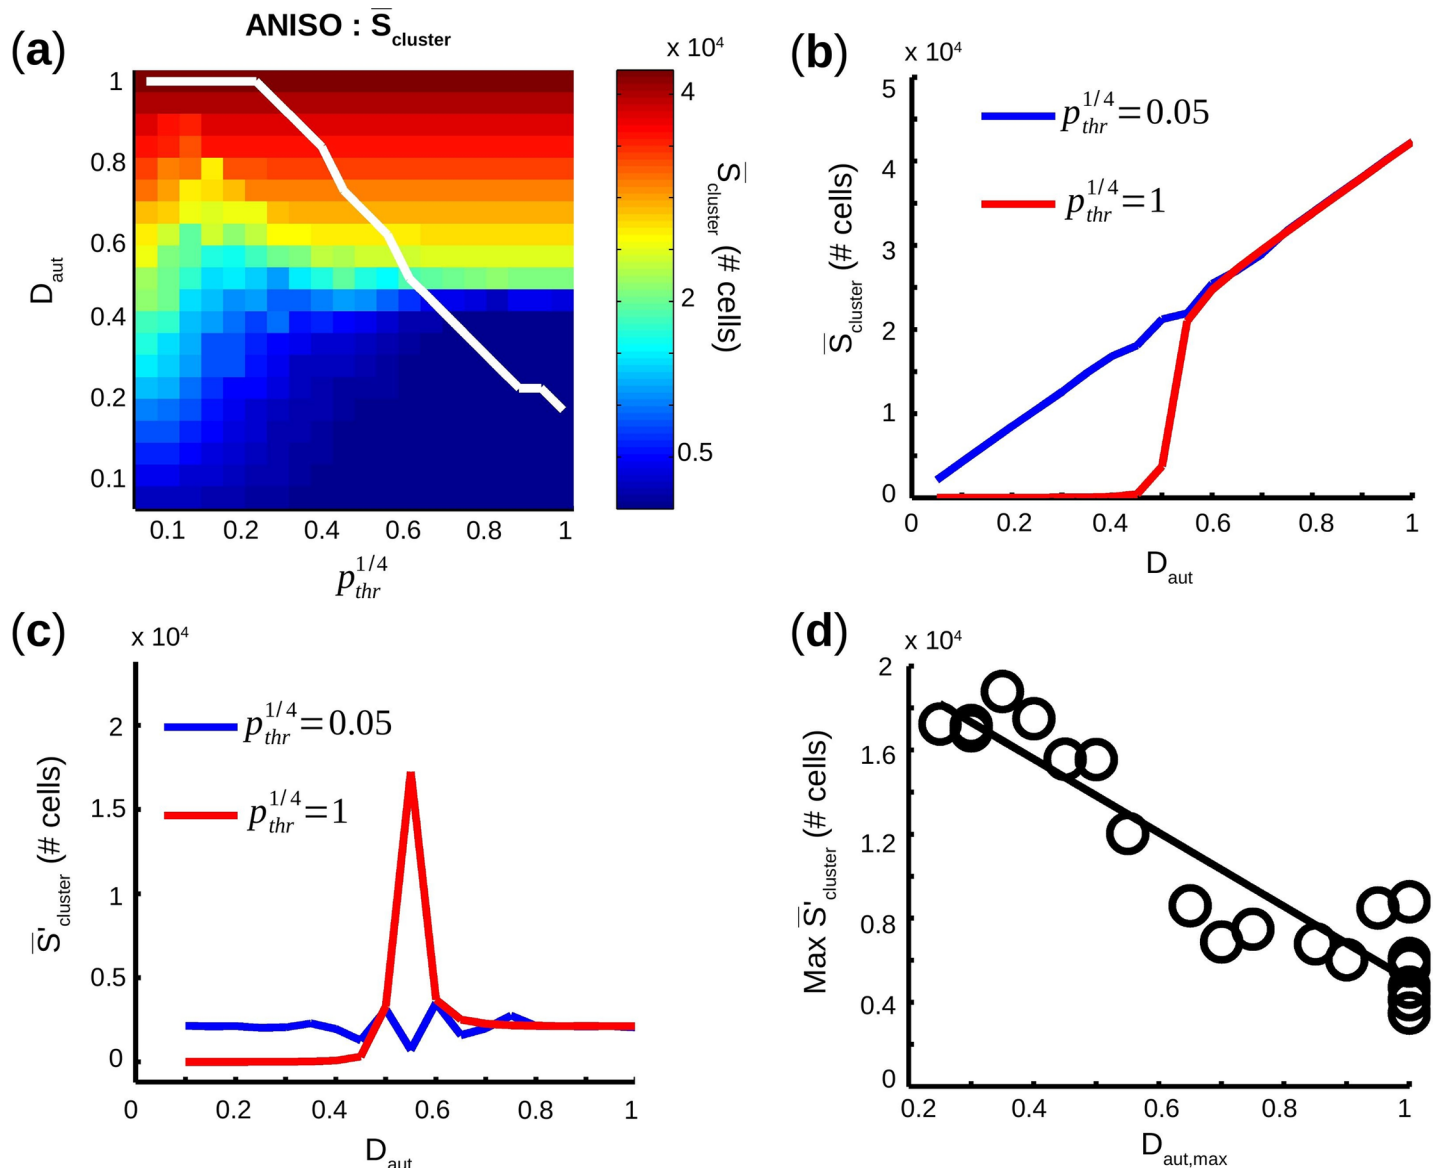 (a)
ANISO : S̅cluster
x 10⁴
1
0.8
0.6
0.4
0.2
0.1
Daut
0.1 0.2 0.4 0.6 0.8 1
pthr^1/4
4
2
0.5
S̅cluster (# cells)
(b)
x 10⁴
5
4
3
2
1
0
S̅cluster (# cells)
pthr^1/4=0.05
pthr^1/4=1
0 0.2 0.4 0.6 0.8 1
Daut
(c)
x 10⁴
2
1.5
1
0.5
0
S̅'cluster (# cells)
pthr^1/4=0.05
pthr^1/4=1
0 0.2 0.4 0.6 0.8 1
Daut
(d)
x 10⁴
2
1.6
1.2
0.8
0.4
0
Max S̅'cluster (# cells)
0.2 0.4 0.6 0.8 1
Daut,max